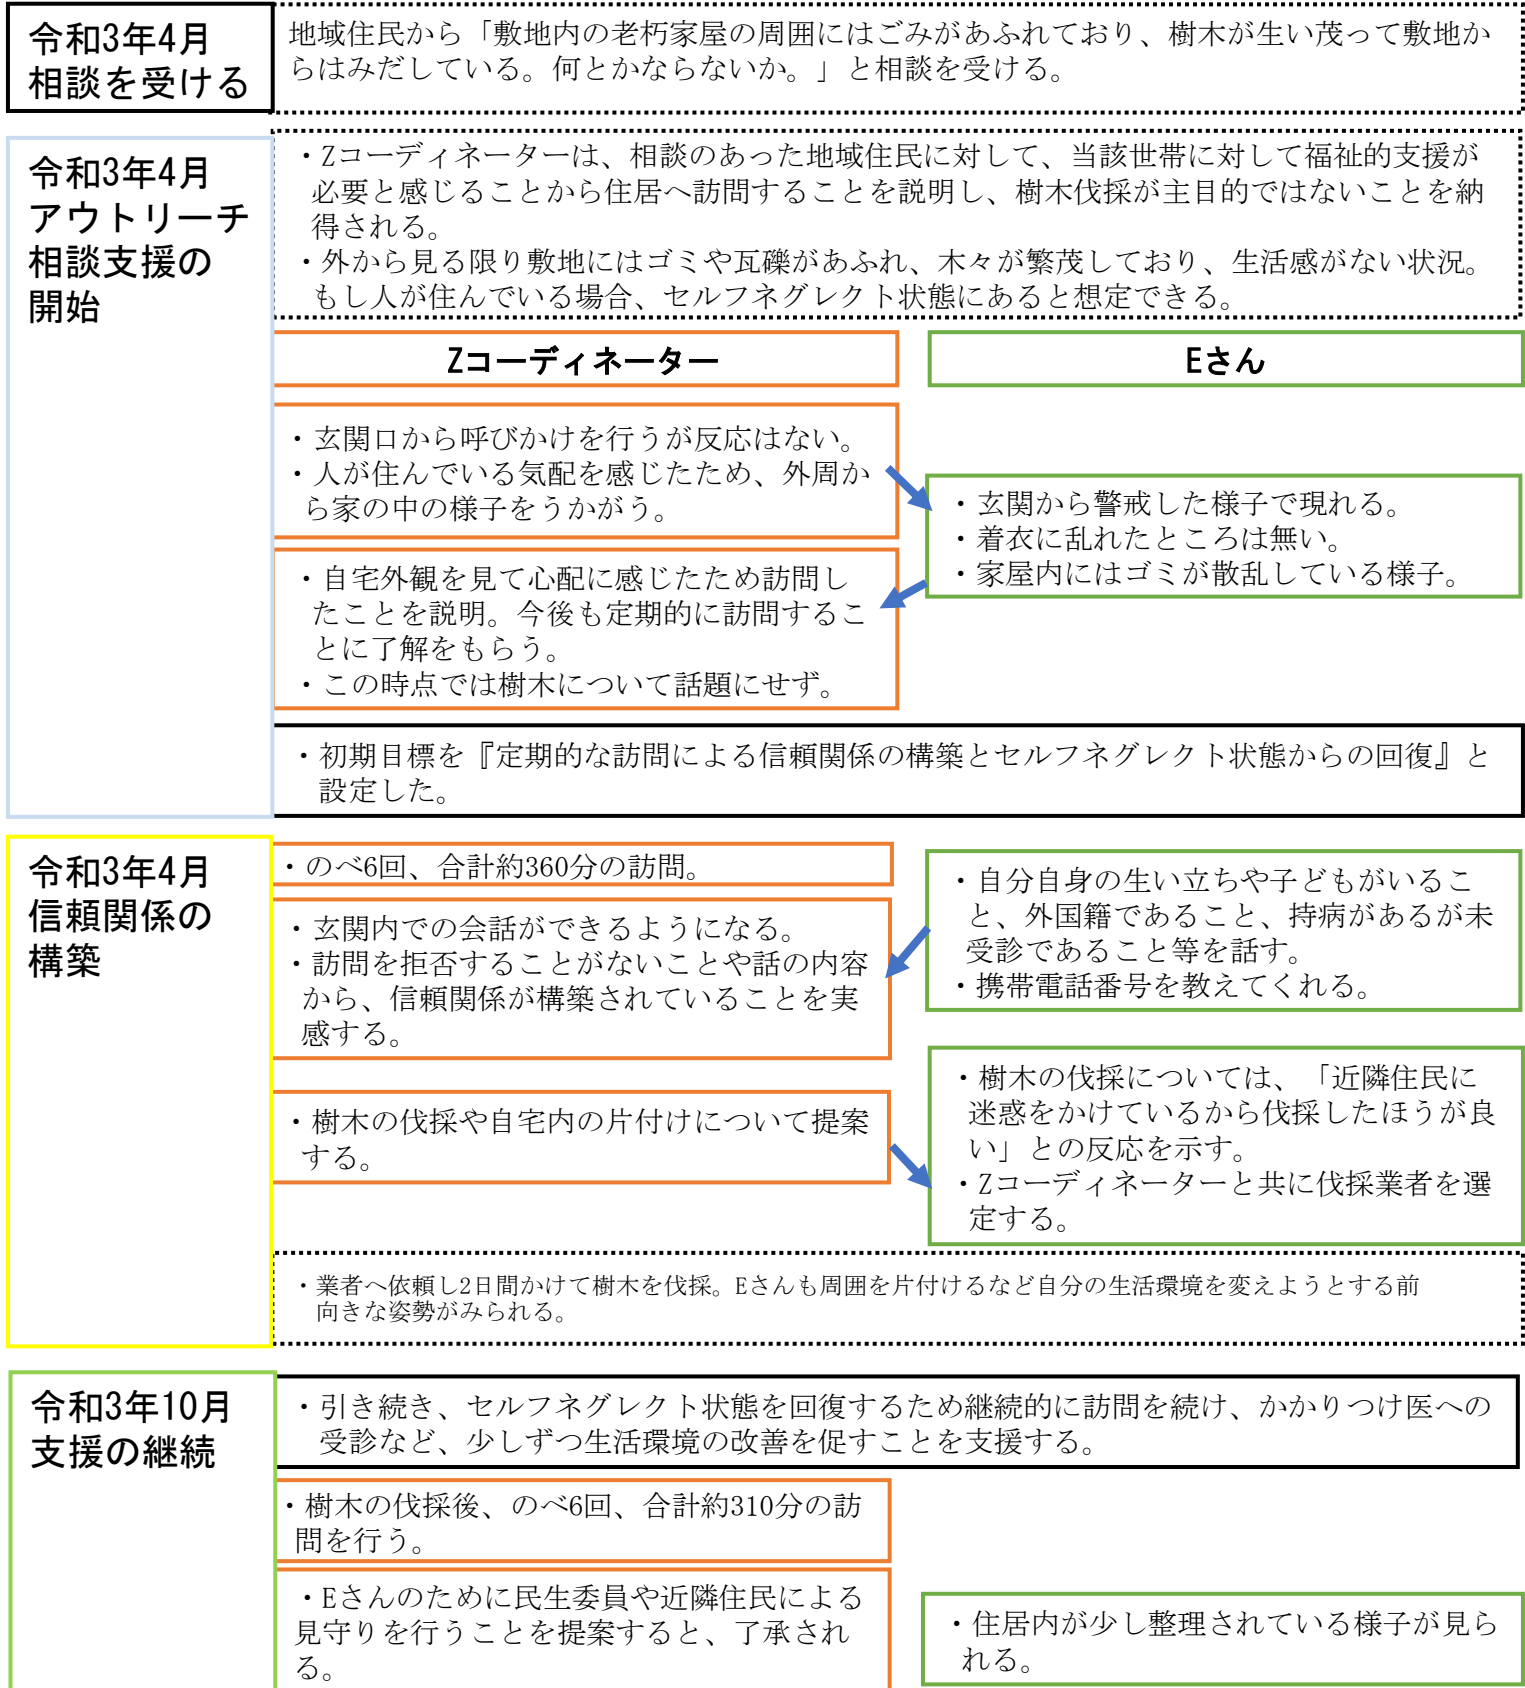 令和3年4月
相談を受ける
地域住民から「敷地内の老朽家屋の周囲にはごみがあふれており、樹木が生い茂って敷地か
らはみだしている。何とかならないか。」と相談を受ける。
令和3年4月
アウトリーチ
相談支援の
開始
・Zコーディネーターは、相談のあった地域住民に対して、当該世帯に対して福祉的支援が
必要と感じることから住居へ訪問することを説明し、樹木伐採が主目的ではないことを納
得される。
・外から見る限り敷地にはゴミや瓦礫があふれ、木々が繁茂しており、生活感がない状況。
もし人が住んでいる場合、セルフネグレクト状態にあると想定できる。
Zコーディネーター
Eさん
・玄関口から呼びかけを行うが反応はない。
・人が住んでいる気配を感じたため、外周か
ら家の中の様子をうかがう。
・玄関から警戒した様子で現れる。
・着衣に乱れたところは無い。
・家屋内にはゴミが散乱している様子。
・自宅外観を見て心配に感じたため訪問し
たことを説明。今後も定期的に訪問するこ
とに了解をもらう。
・この時点では樹木について話題にせず。
・初期目標を『定期的な訪問による信頼関係の構築とセルフネグレクト状態からの回復』と
設定した。
令和3年4月
信頼関係の
構築
・のべ6回、合計約360分の訪問。
・自分自身の生い立ちや子どもがいるこ
と、外国籍であること、持病があるが未
受診であること等を話す。
・携帯電話番号を教えてくれる。
・玄関内での会話ができるようになる。
・訪問を拒否することがないことや話の内容
から、信頼関係が構築されていることを実
感する。
・樹木の伐採や自宅内の片付けについて提案
する。
・樹木の伐採については、「近隣住民に
迷惑をかけているから伐採したほうが良
い」との反応を示す。
・Zコーディネーターと共に伐採業者を選
定する。
・業者へ依頼し2日間かけて樹木を伐採。Eさんも周囲を片付けるなど自分の生活環境を変えようとする前
向きな姿勢がみられる。
令和3年10月
支援の継続
・引き続き、セルフネグレクト状態を回復するため継続的に訪問を続け、かかりつけ医への
受診など、少しずつ生活環境の改善を促すことを支援する。
・樹木の伐採後、のべ6回、合計約310分の訪
問を行う。
・Eさんのために民生委員や近隣住民による
見守りを行うことを提案すると、了承され
る。
・住居内が少し整理されている様子が見ら
れる。